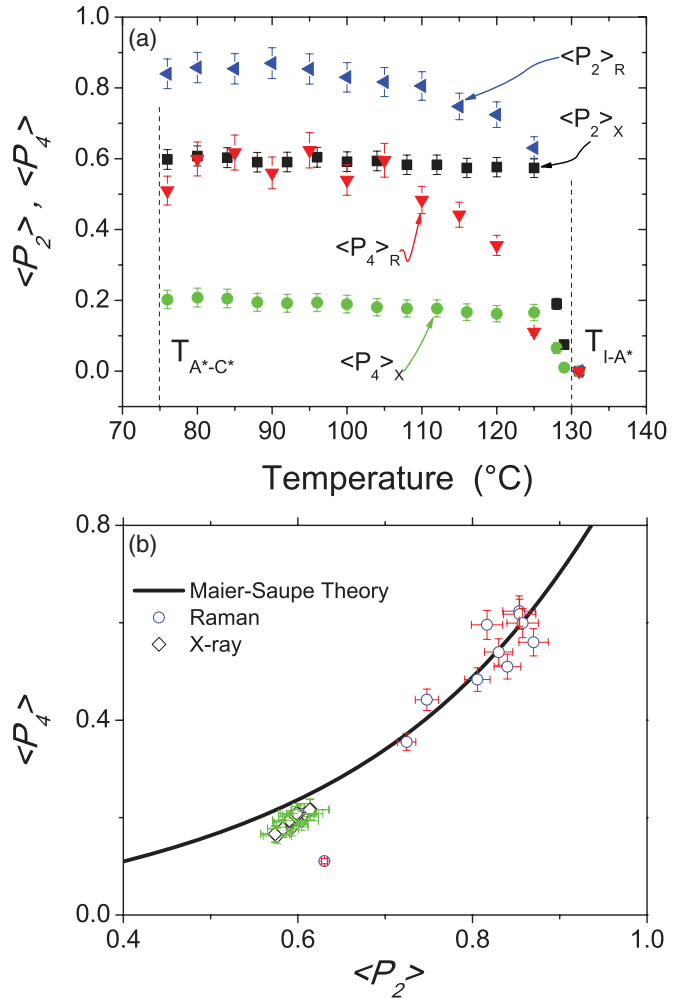 (a)
<P2>R
<P2>X
<P4>R
<P4>X
TA*-C*
TI-A*
<P2> , <P4>
1.0
0.8
0.6
0.4
0.2
0.0
70 80 90 100 110 120 130 140
Temperature (°C)
(b)
Maier-Saupe Theory
Raman
X-ray
<P4>
0.8
0.4
0.0
0.4 0.6 0.8 1.0
<P2>